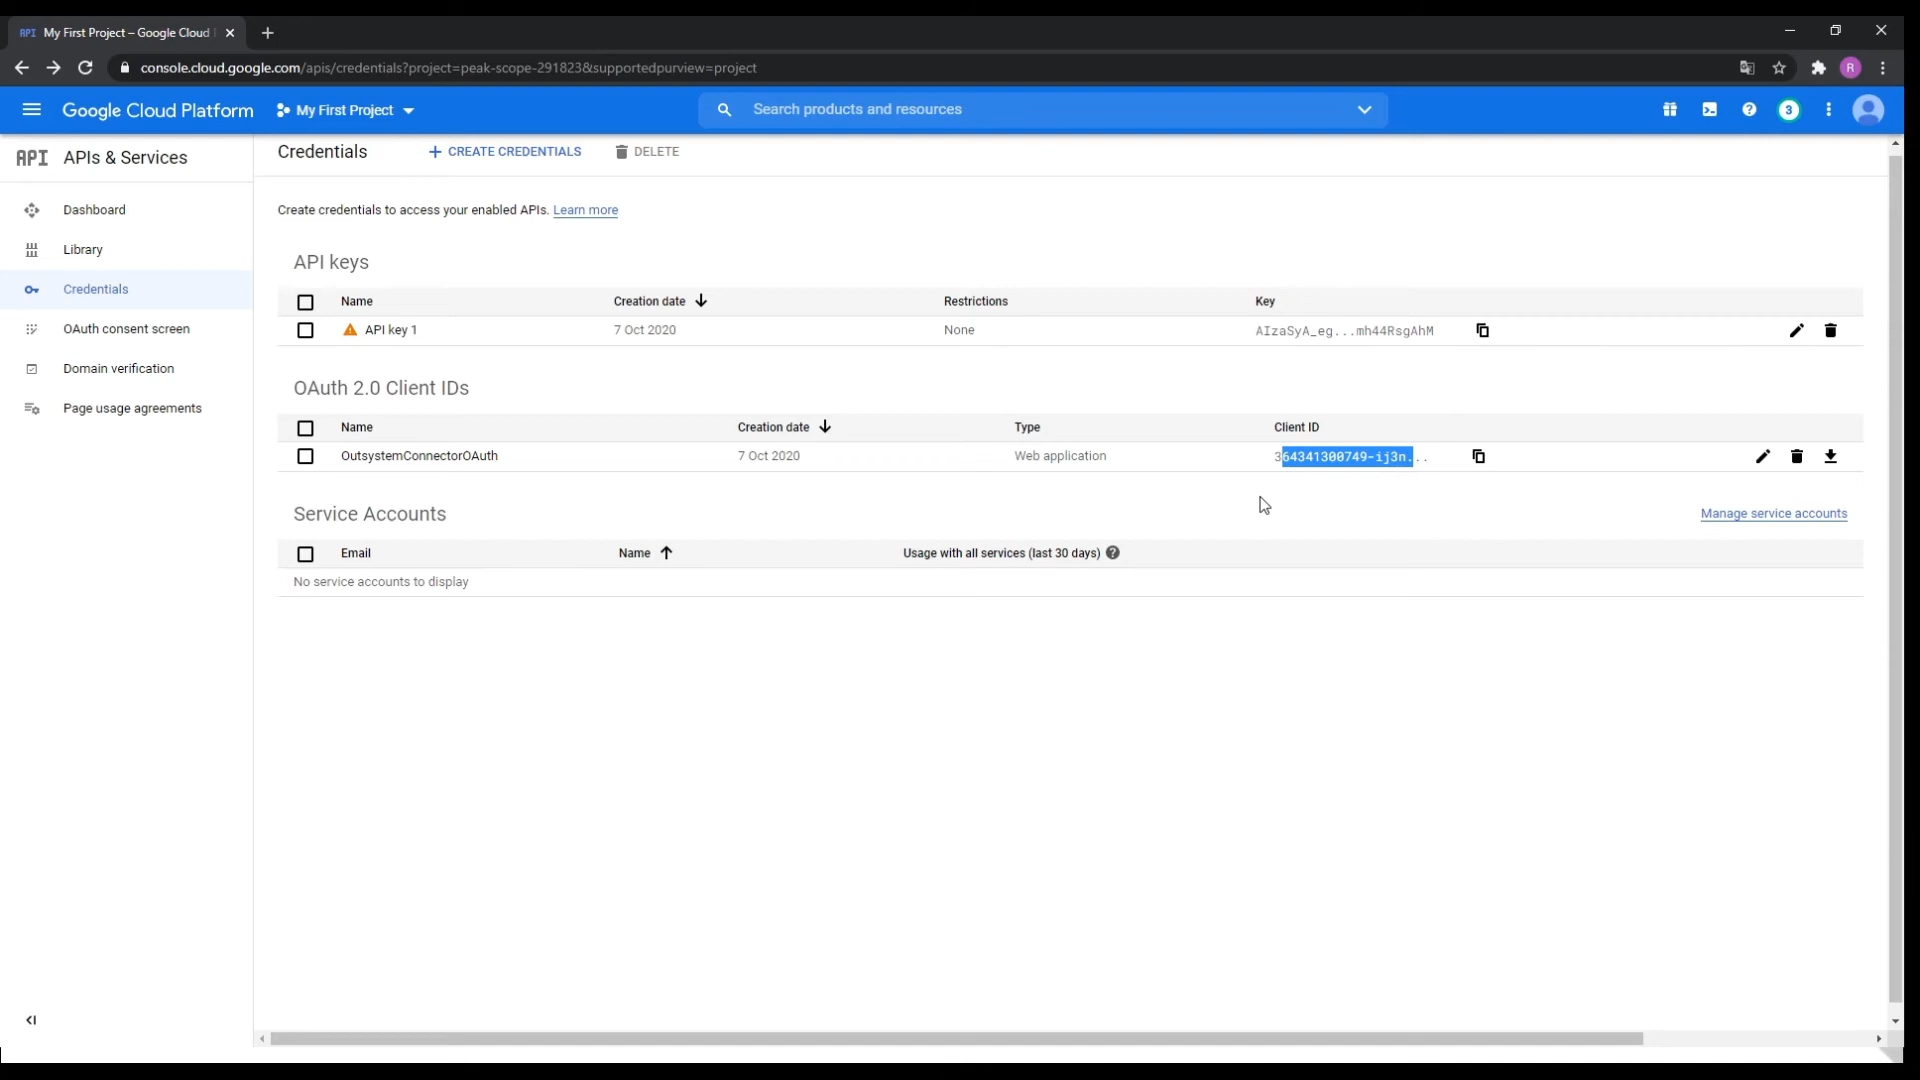 API My First Project – Google Cloud
console.cloud.google.com/apis/credentials?project=peak-scope-291823&supportedpurview=project
R
Google Cloud Platform
My First Project
Search products and resources
3
API APIs & Services
Credentials
CREATE CREDENTIALS
DELETE
Dashboard
Library
Credentials
OAuth consent screen
Domain verification
Page usage agreements
Create credentials to access your enabled APIs. Learn more
API keys
Name Creation date Restrictions Key
API key 1 7 Oct 2020 None AIzaSyA_eg...mh44RsgAhM
OAuth 2.0 Client IDs
Name Creation date Type Client ID
OutsystemConnectorOAuth 7 Oct 2020 Web application 364341300749-ij3n...
Service Accounts
Manage service accounts
Email Name Usage with all services (last 30 days)
No service accounts to display